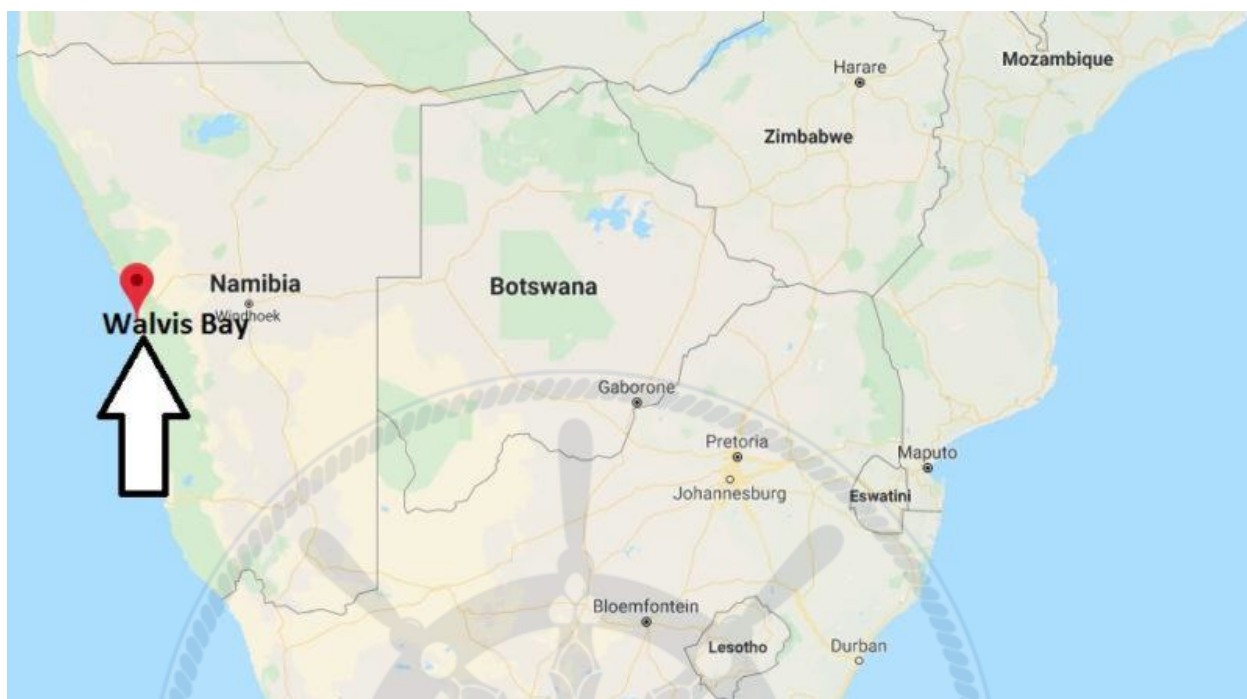 Harare
Mozambique
Zimbabwe
Namibia
Botswana
Windhoek
Walvis Bay
Gaborone
Pretoria
Maputo
Johannesburg
Eswatini
Bloemfontein
Lesotho
Durban